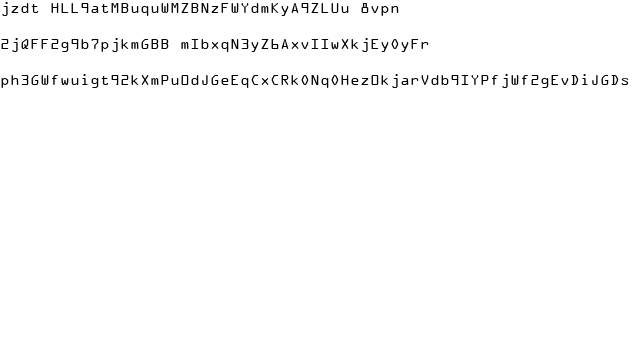 jzdt HLL9atMBuquWMZBNzFWYdmKyA9ZLUu 8vpn
2jQFF2g9b7pjkmGBB mIbxqN3yZ6AxvIIwXkjEy0yFr
ph3GWfwuigt92kXmPuOdJGeEqCxCRk0Nq0HezOkjarVdb9IYPfjWf2gEvDiJGDs